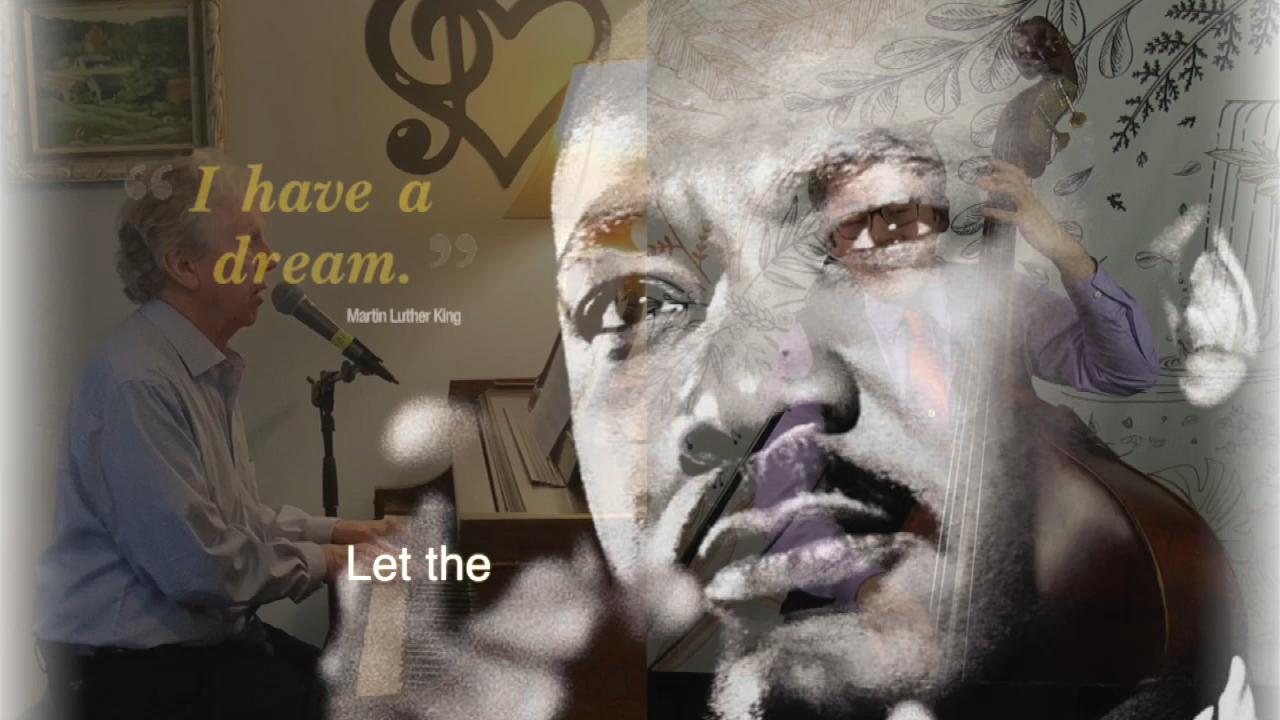 “ I have a
dream. ”
Martin Luther King
Let the